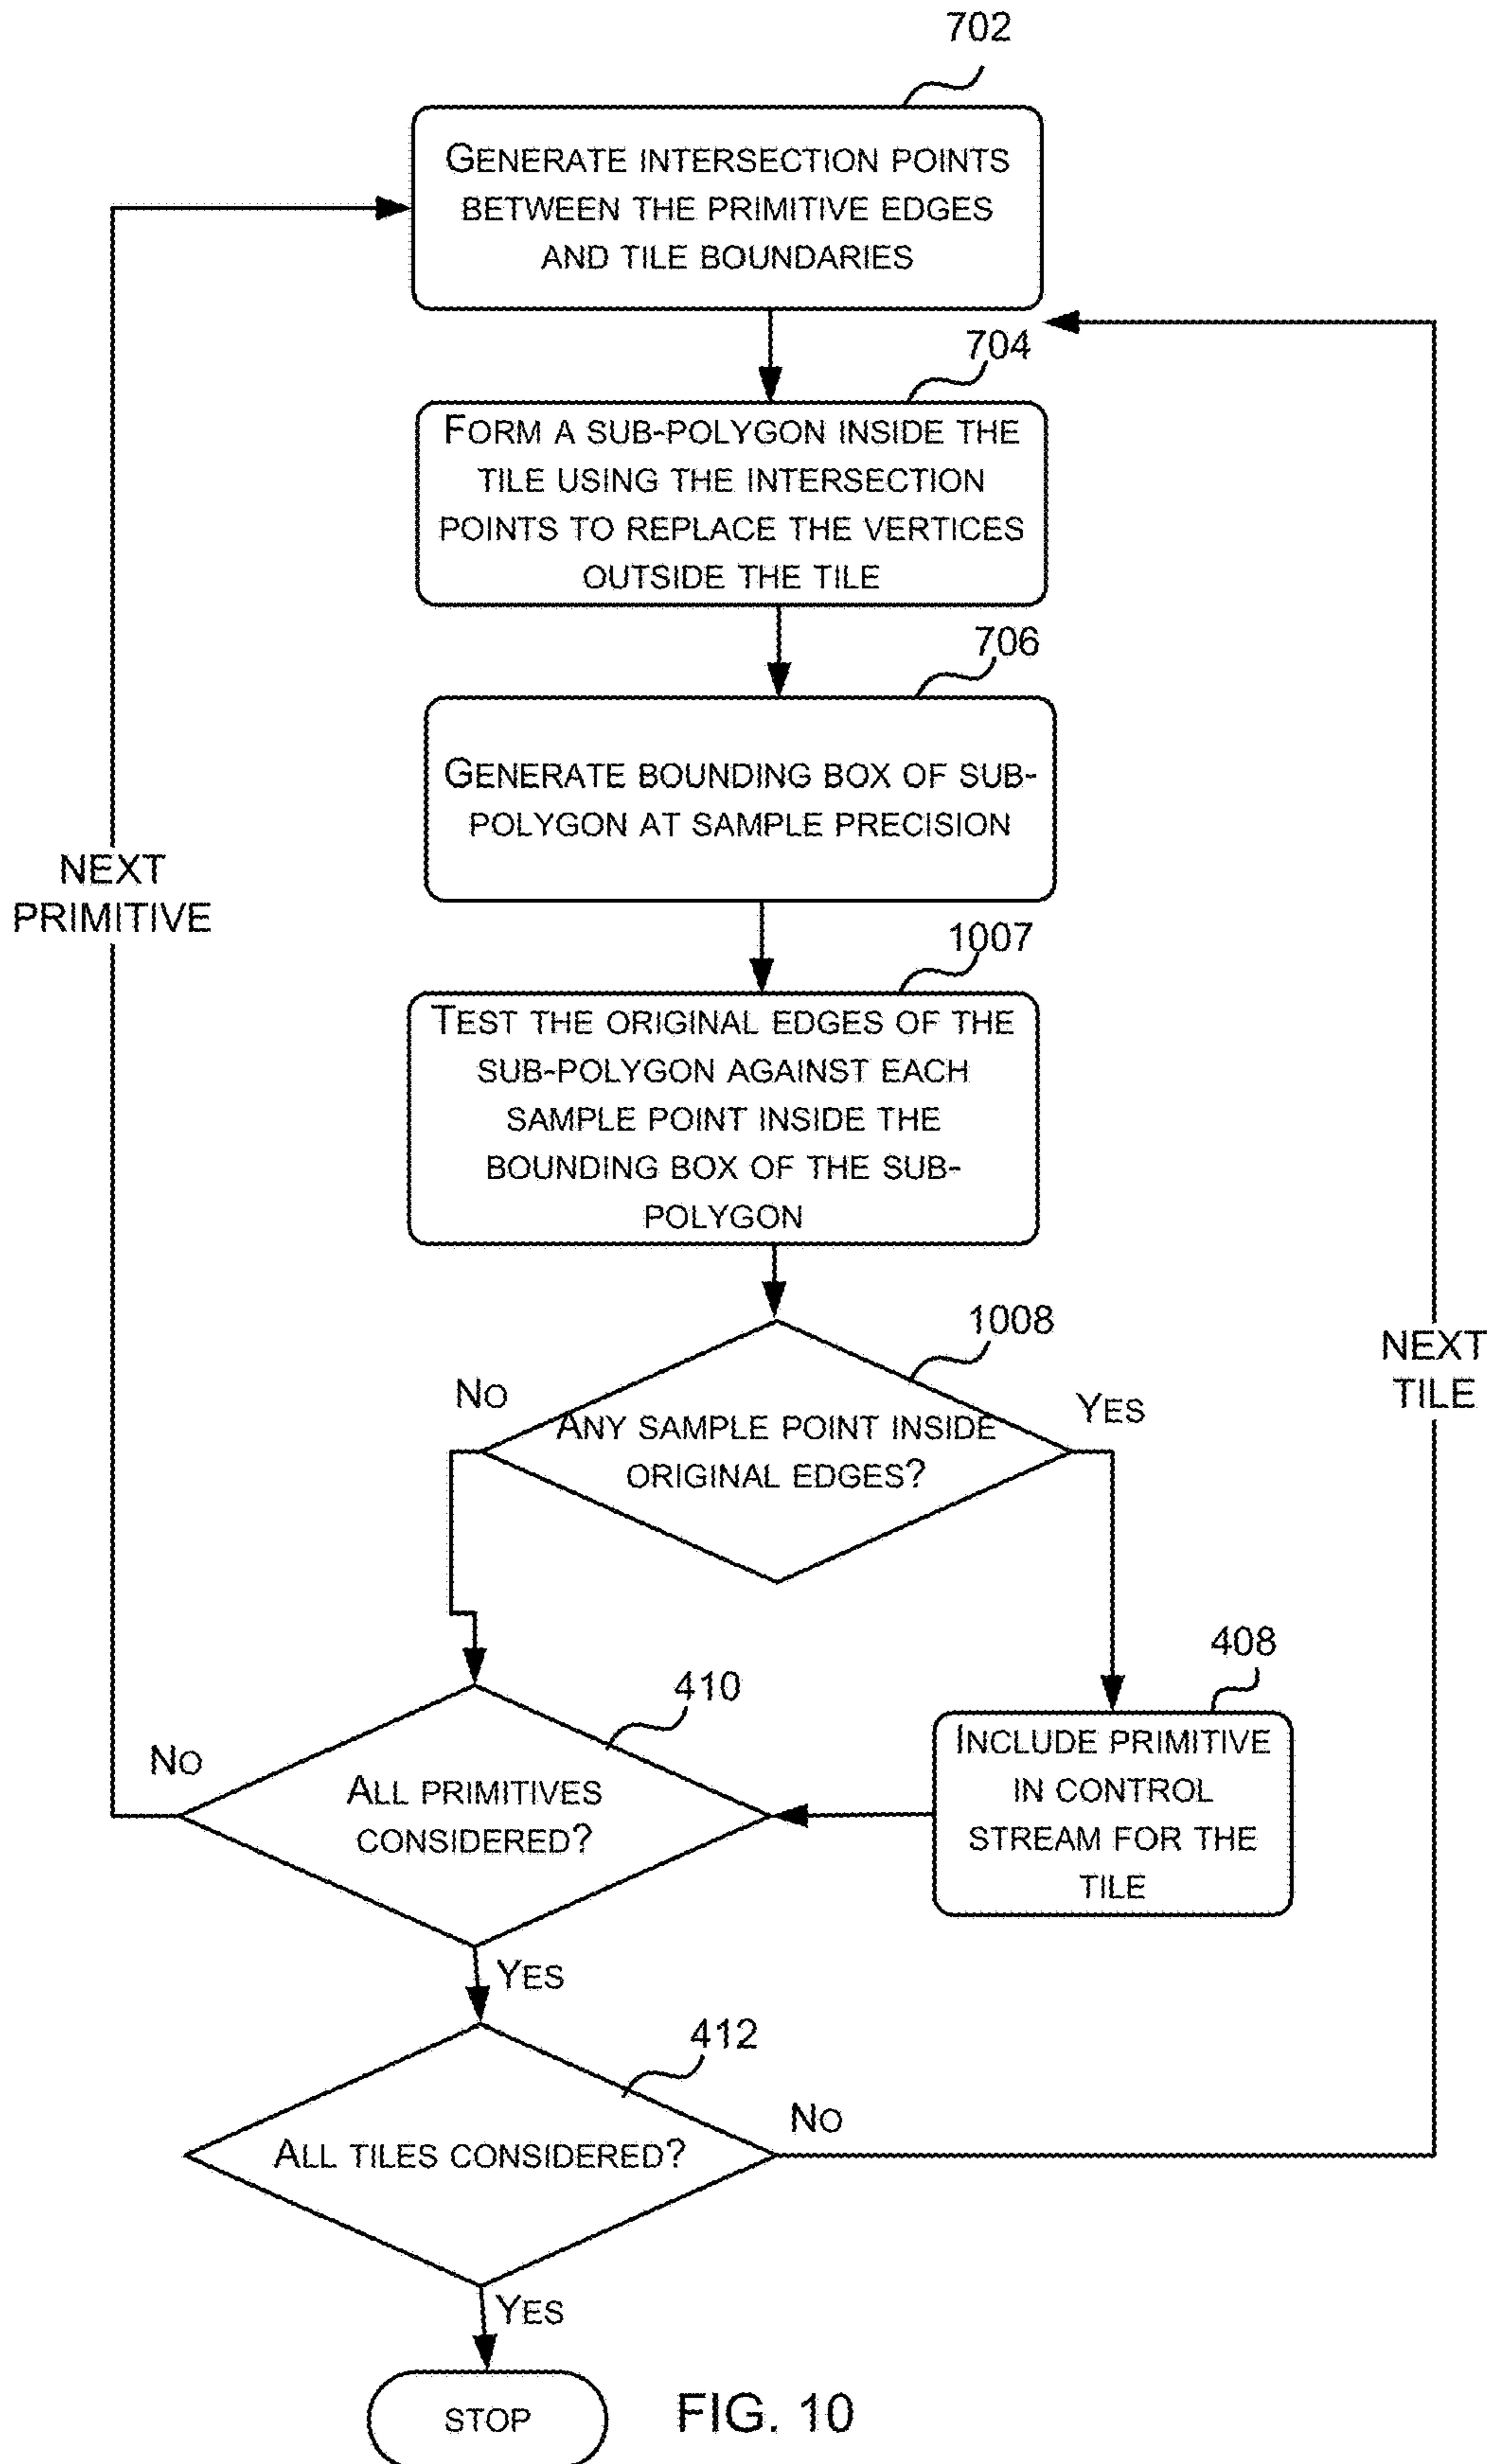 702
GENERATE INTERSECTION POINTS
BETWEEN THE PRIMITIVE EDGES
AND TILE BOUNDARIES
704
FORM A SUB-POLYGON INSIDE THE
TILE USING THE INTERSECTION
POINTS TO REPLACE THE VERTICES
OUTSIDE THE TILE
706
GENERATE BOUNDING BOX OF SUB-
POLYGON AT SAMPLE PRECISION
NEXT
PRIMITIVE
1007
TEST THE ORIGINAL EDGES OF THE
SUB-POLYGON AGAINST EACH
SAMPLE POINT INSIDE THE
BOUNDING BOX OF THE SUB-
POLYGON
1008
NEXT
TILE
NO
YES
ANY SAMPLE POINT INSIDE
ORIGINAL EDGES?
408
410
INCLUDE PRIMITIVE
IN CONTROL
STREAM FOR THE
TILE
NO
ALL PRIMITIVES
CONSIDERED?
YES
412
NO
ALL TILES CONSIDERED?
YES
STOP
FIG. 10